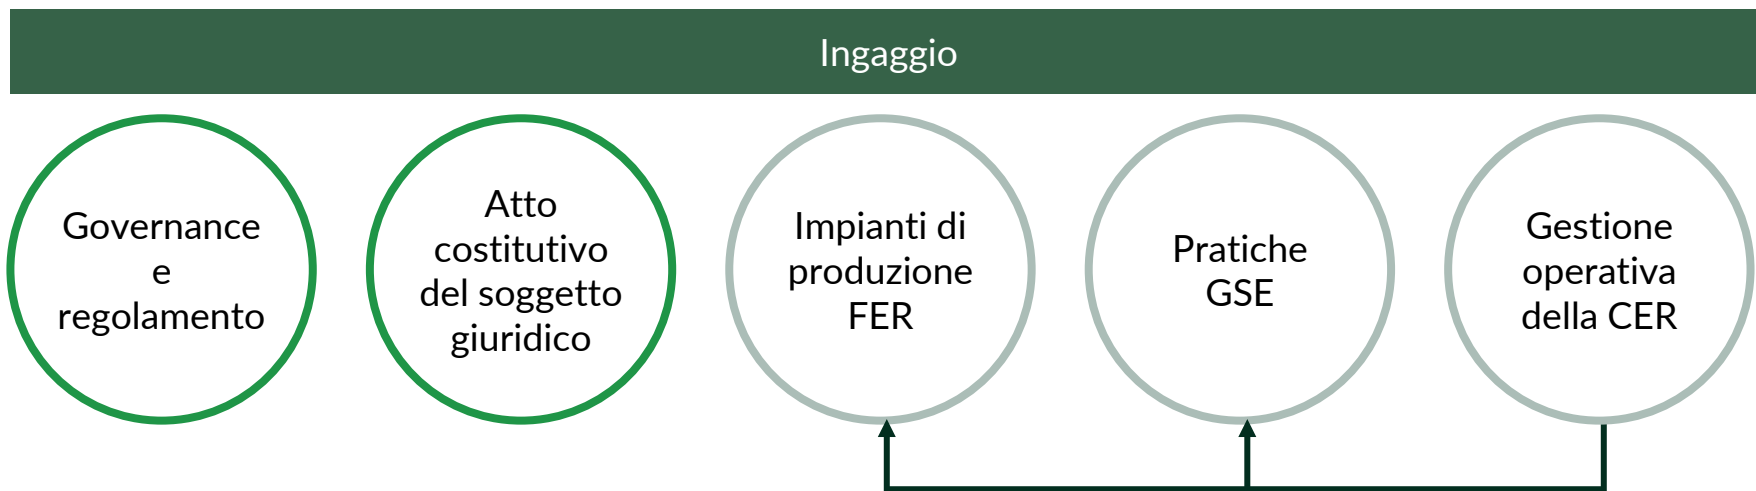 Ingaggio
Governance
e
regolamento
Atto
costitutivo
del soggetto
giuridico
Impianti di
produzione
FER
Pratiche
GSE
Gestione
operativa
della CER